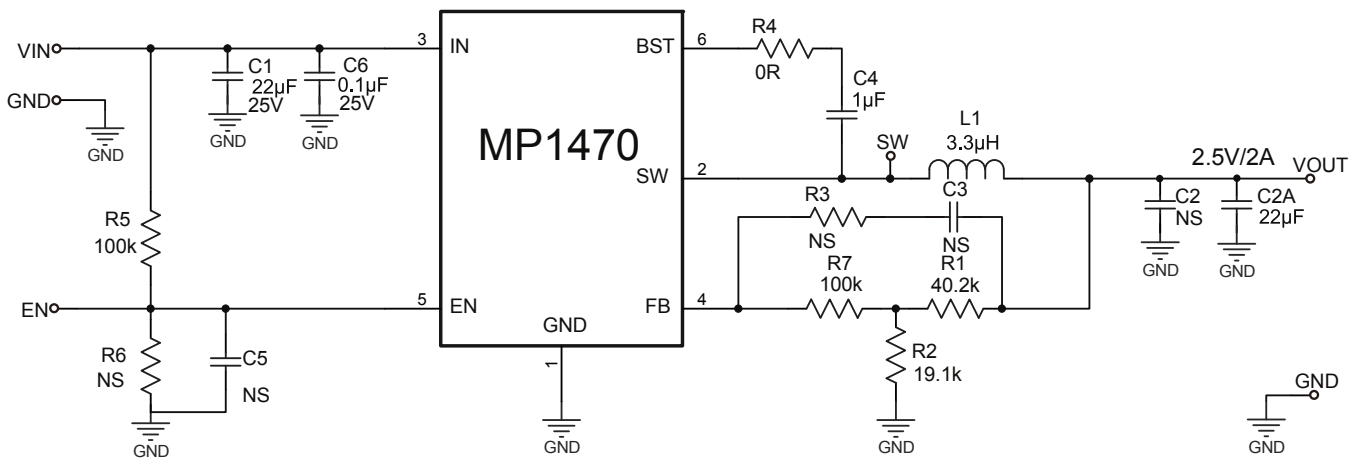 VIN
3
IN
C1
22µF
25V
GND
C6
0.1µF
25V
GND
GND
GND
R5
100k
EN
5
EN
R6
NS
C5
NS
GND
MP1470
BST
6
SW
2
FB
4
GND
1
GND
R4
0R
C4
1µF
SW
L1
3.3µH
R3
NS
C3
NS
R7
100k
R1
40.2k
R2
19.1k
GND
2.5V/2A
VOUT
C2
NS
GND
C2A
22µF
GND
GND
GND